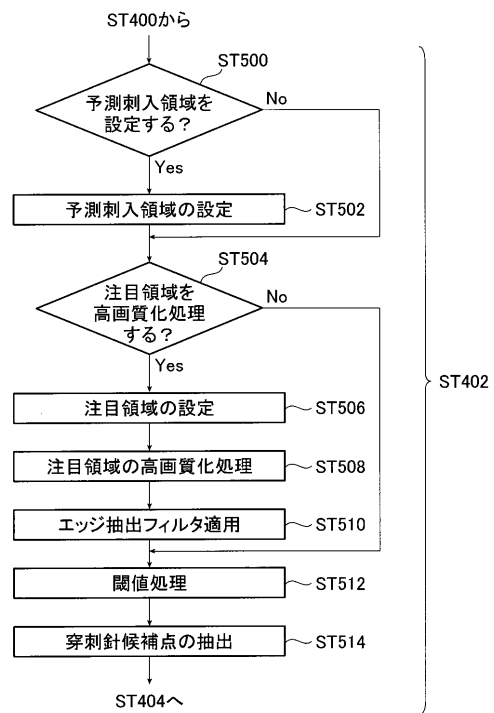 ST400から
ST500
予測刺入領域を
設定する？
No
Yes
予測刺入領域の設定
ST502
ST504
注目領域を
高画質化処理
する？
No
Yes
ST402
注目領域の設定
ST506
注目領域の高画質化処理
ST508
エッジ抽出フィルタ適用
ST510
閾値処理
ST512
穿刺針候補点の抽出
ST514
ST404へ